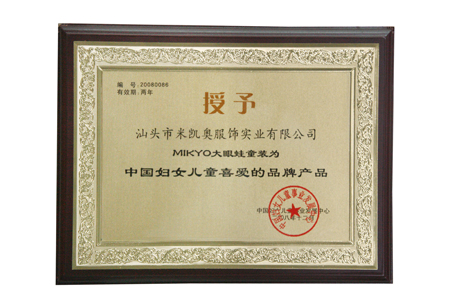 编 号:20080086
有效期:两年
授予
汕头市米凯奥服饰实业有限公司
MIKYO大眼蛙童装为
中国妇女儿童喜爱的品牌产品